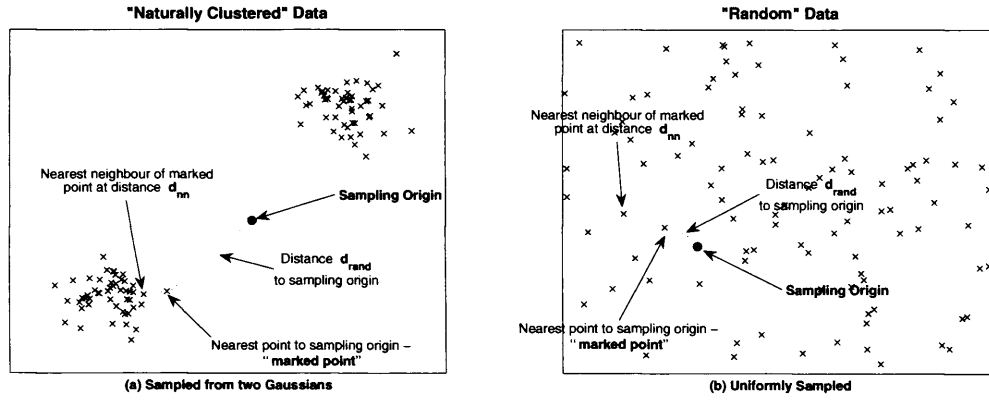 "Naturally Clustered" Data
Nearest neighbour of marked
point at distance d_nn
Sampling Origin
Distance d_rand
to sampling origin
Nearest point to sampling origin –
"marked point"
(a) Sampled from two Gaussians
"Random" Data
Nearest neighbour of marked
point at distance d_nn
Distance d_rand
to sampling origin
Sampling Origin
Nearest point to sampling origin –
"marked point"
(b) Uniformly Sampled